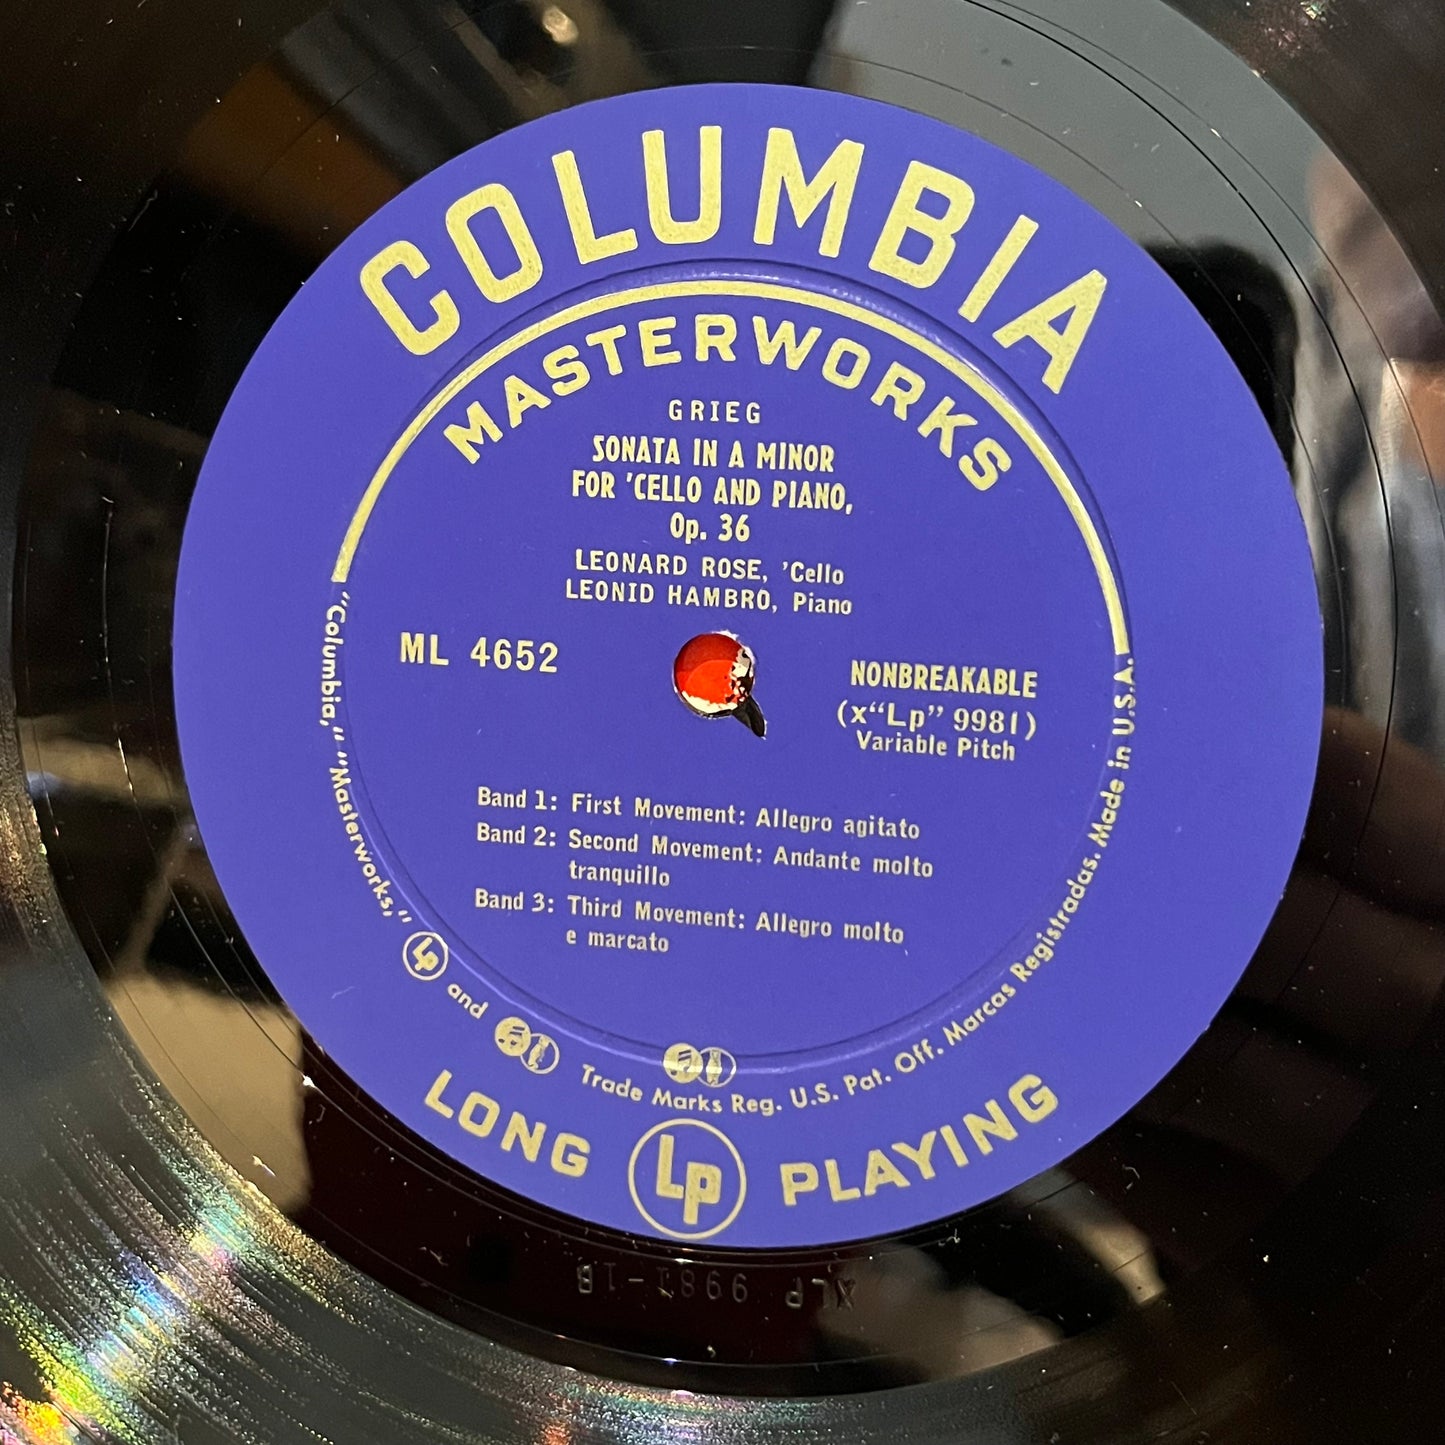 COLUMBIA
MASTERWORKS
GRIEG
SONATA IN A MINOR
FOR 'CELLO AND PIANO,
Op. 36
LEONARD ROSE, 'Cello
LEONID HAMBRO, Piano
ML 4652
NONBREAKABLE
(x“Lp” 9981)
Variable Pitch
Band 1: First Movement: Allegro agitato
Band 2: Second Movement: Andante molto
tranquillo
Band 3: Third Movement: Allegro molto
e marcato
“Columbia,” “Masterworks,” Lp and Trade Marks Reg. U.S. Pat. Off. Marcas Registradas. Made in U.S.A.
LONG Lp PLAYING
XLP 9981-1B